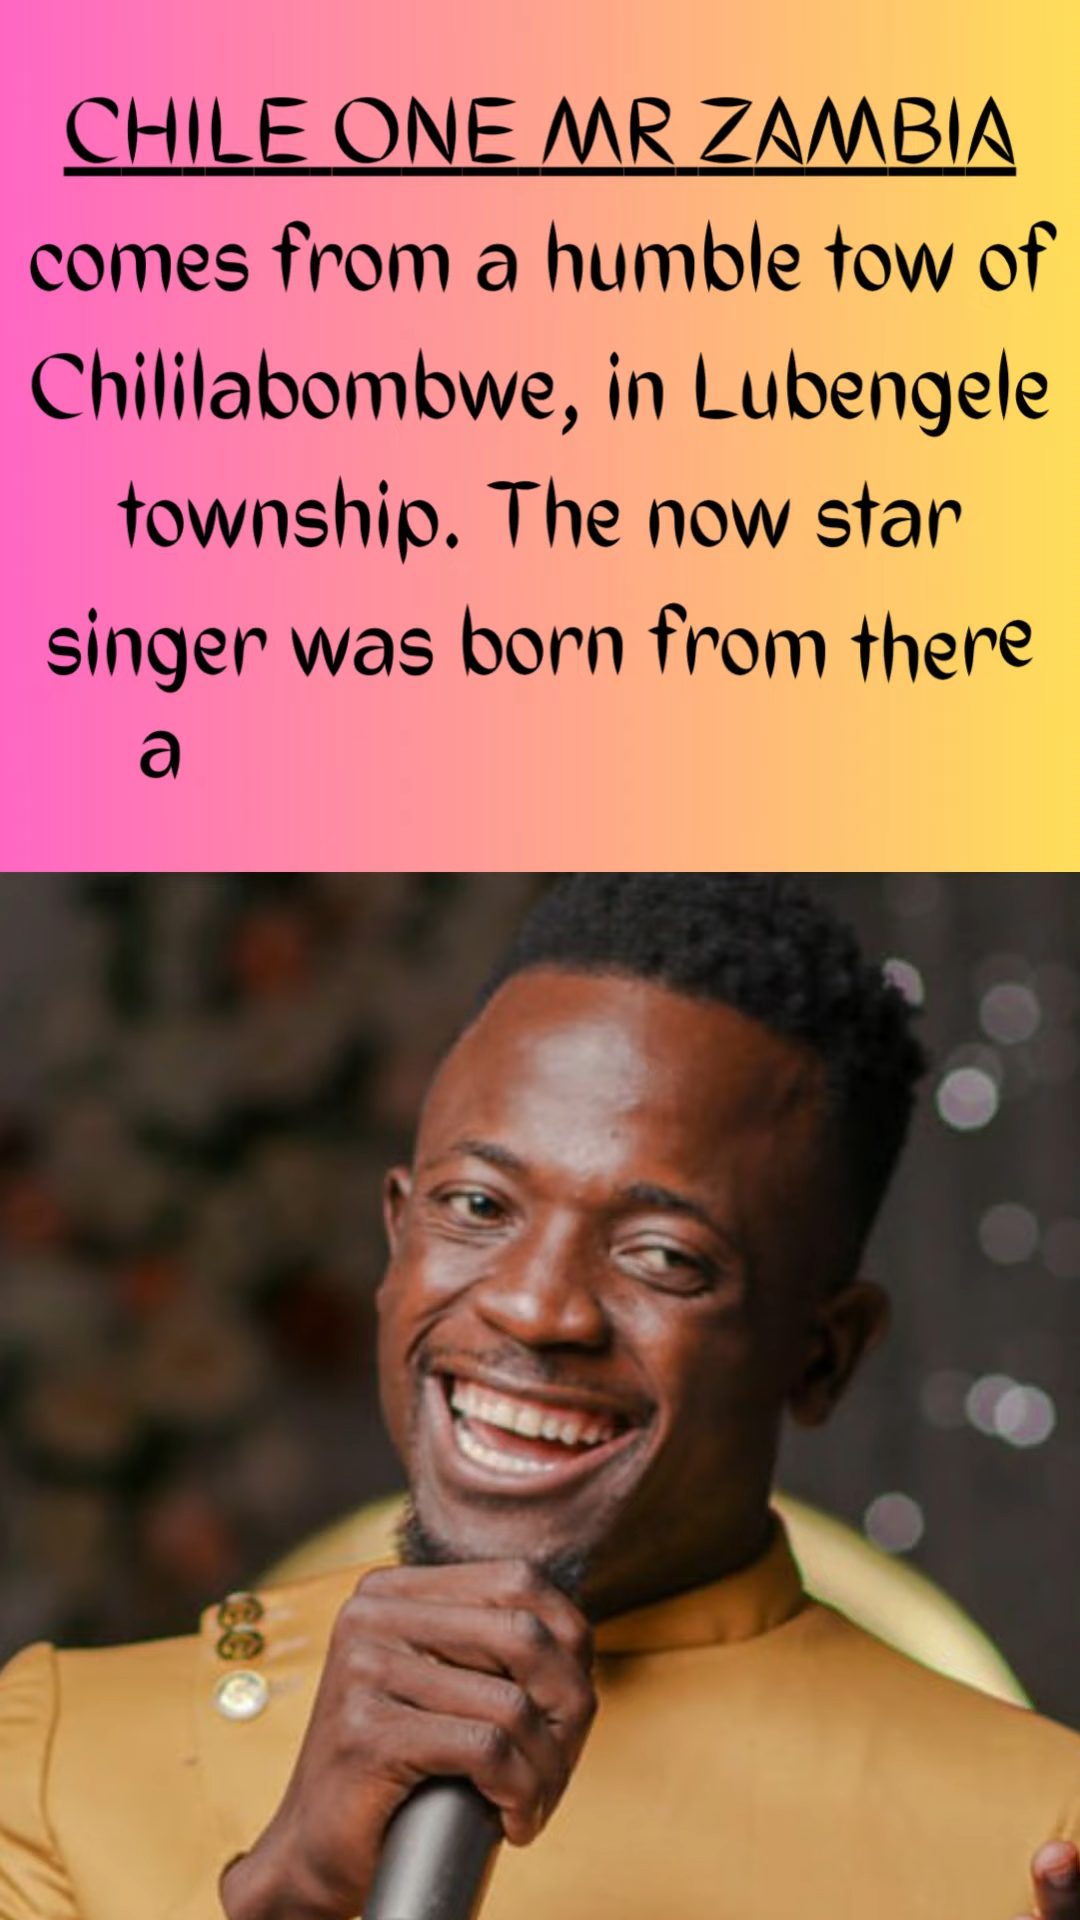 CHILE ONE MR ZAMBIA
comes from a humble tow of
Chililabombwe, in Lubengele
township. The now star
singer was born from there
a